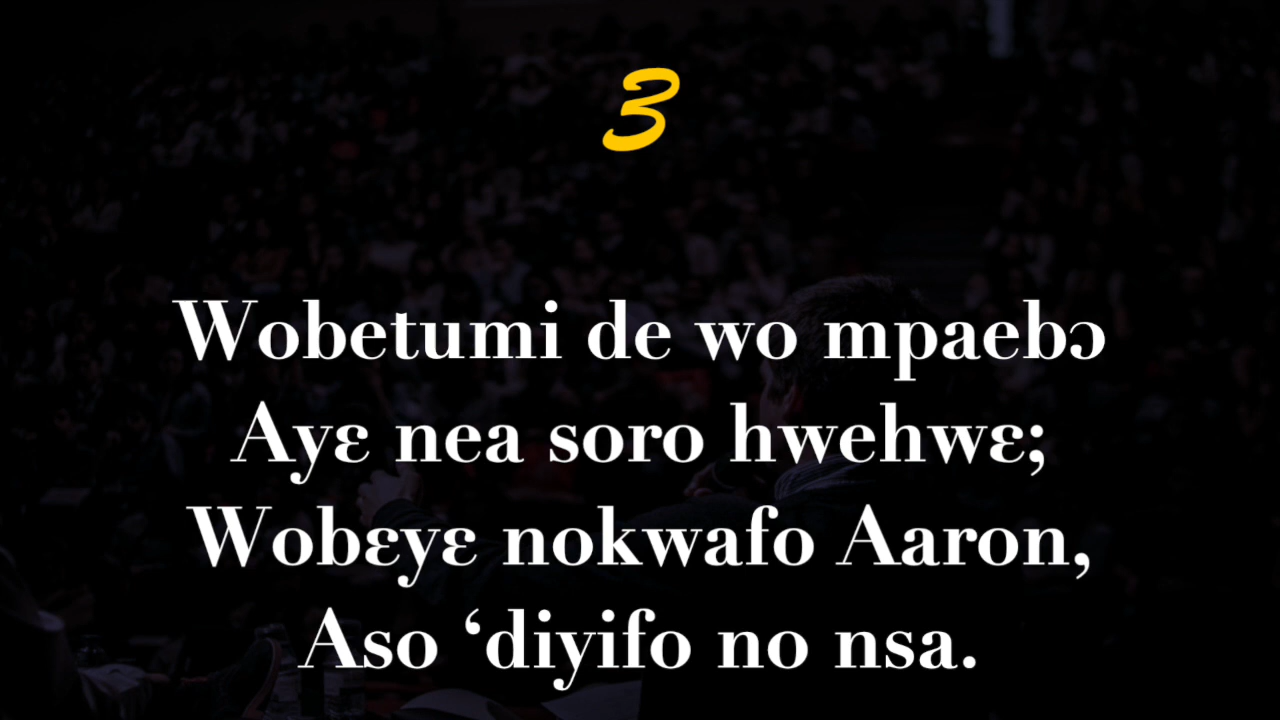 3
Wobetumi de wo mpaebɔ
Ayɛ nea soro hwehwɛ;
Wobɛyɛ nokwafo Aaron,
Aso ‘diyifo no nsa.